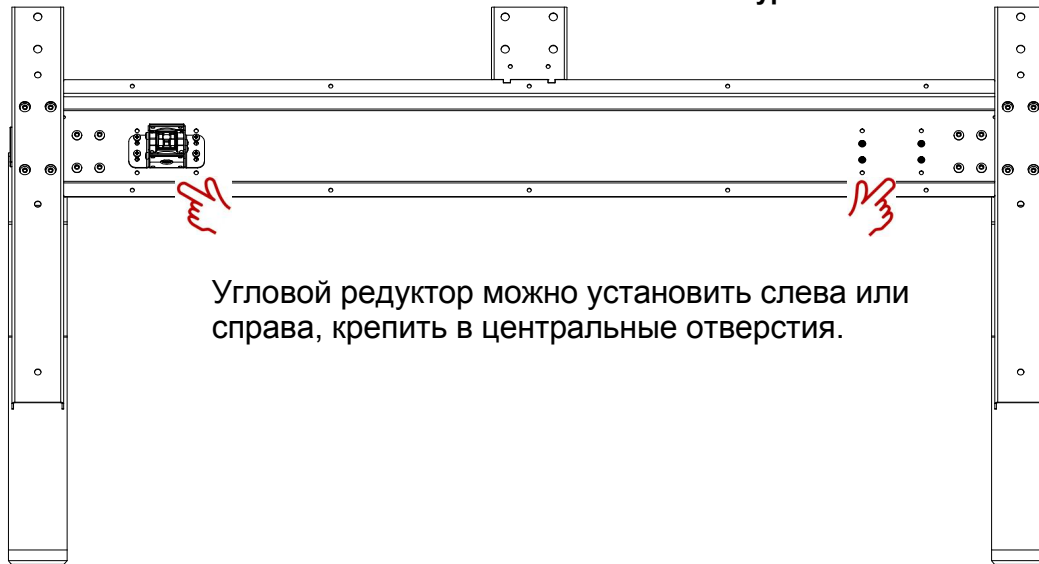 Угловой редуктор можно установить слева или
справа, крепить в центральные отверстия.